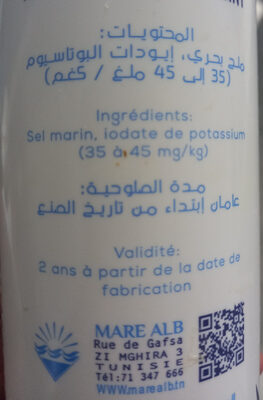 المحتويات:
ملح بحري، إيودات البوتاسيوم
(35 إلى 45 ملغ / كغم)
Ingrédients:
Sel marin, iodate de potassium
(35 à 45 mg/kg)
مدة الصلوحية:
عامان إبتداء من تاريخ الصنع
Validité:
2 ans à partir de la date de
fabrication
MARE ALB
Rue de Gafsa
ZI MGHIRA 3
TUNISIE
Tél:71 347 666
www.marealb.tn